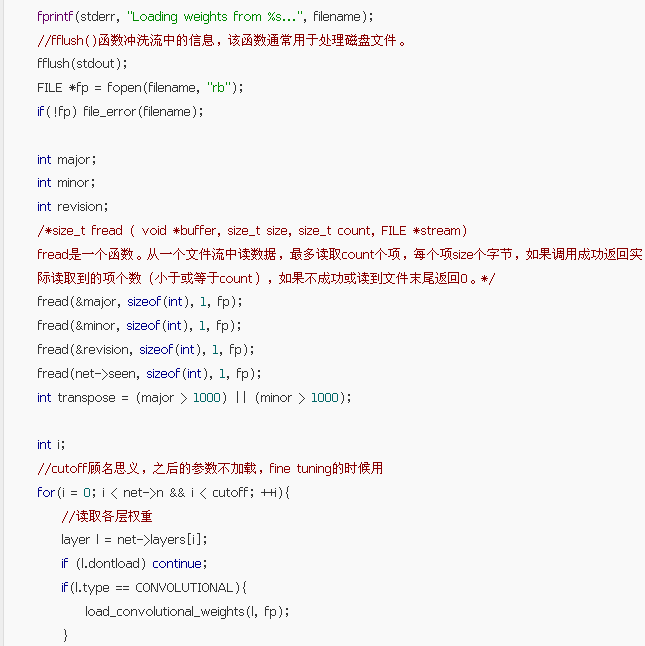 fprintf(stderr, "Loading weights from %s...", filename);
//fflush()函数冲洗流中的信息，该函数通常用于处理磁盘文件。
fflush(stdout);
FILE *fp = fopen(filename, "rb");
if(!fp) file_error(filename);
int major;
int minor;
int revision;
/*size_t fread ( void *buffer, size_t size, size_t count, FILE *stream)
fread是一个函数。从一个文件流中读数据，最多读取count个项，每个项size个字节，如果调用成功返回实
际读取到的项个数（小于或等于count），如果不成功或读到文件末尾返回0。*/
fread(&major, sizeof(int), 1, fp);
fread(&minor, sizeof(int), 1, fp);
fread(&revision, sizeof(int), 1, fp);
fread(net->seen, sizeof(int), 1, fp);
int transpose = (major > 1000) || (minor > 1000);
int i;
//cutoff顾名思义，之后的参数不加载，fine tuning的时候用
for(i = 0; i < net->n && i < cutoff; ++i){
//读取各层权重
layer l = net->layers[i];
if (l.dontload) continue;
if(l.type == CONVOLUTIONAL){
load_convolutional_weights(l, fp);
}